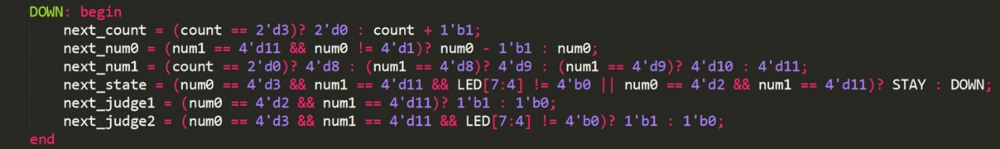 DOWN: begin
next_count = (count == 2'd3)? 2'd0 : count + 1'b1;
next_num0 = (num1 == 4'd11 && num0 != 4'd1)? num0 - 1'b1 : num0;
next_num1 = (count == 2'd0)? 4'd8 : (num1 == 4'd8)? 4'd9 : (num1 == 4'd9)? 4'd10 : 4'd11;
next_state = (num0 == 4'd3 && num1 == 4'd11 && LED[7:4] != 4'b0 || num0 == 4'd2 && num1 == 4'd11)? STAY : DOWN;
next_judge1 = (num0 == 4'd2 && num1 == 4'd11)? 1'b1 : 1'b0;
next_judge2 = (num0 == 4'd3 && num1 == 4'd11 && LED[7:4] != 4'b0)? 1'b1 : 1'b0;
end